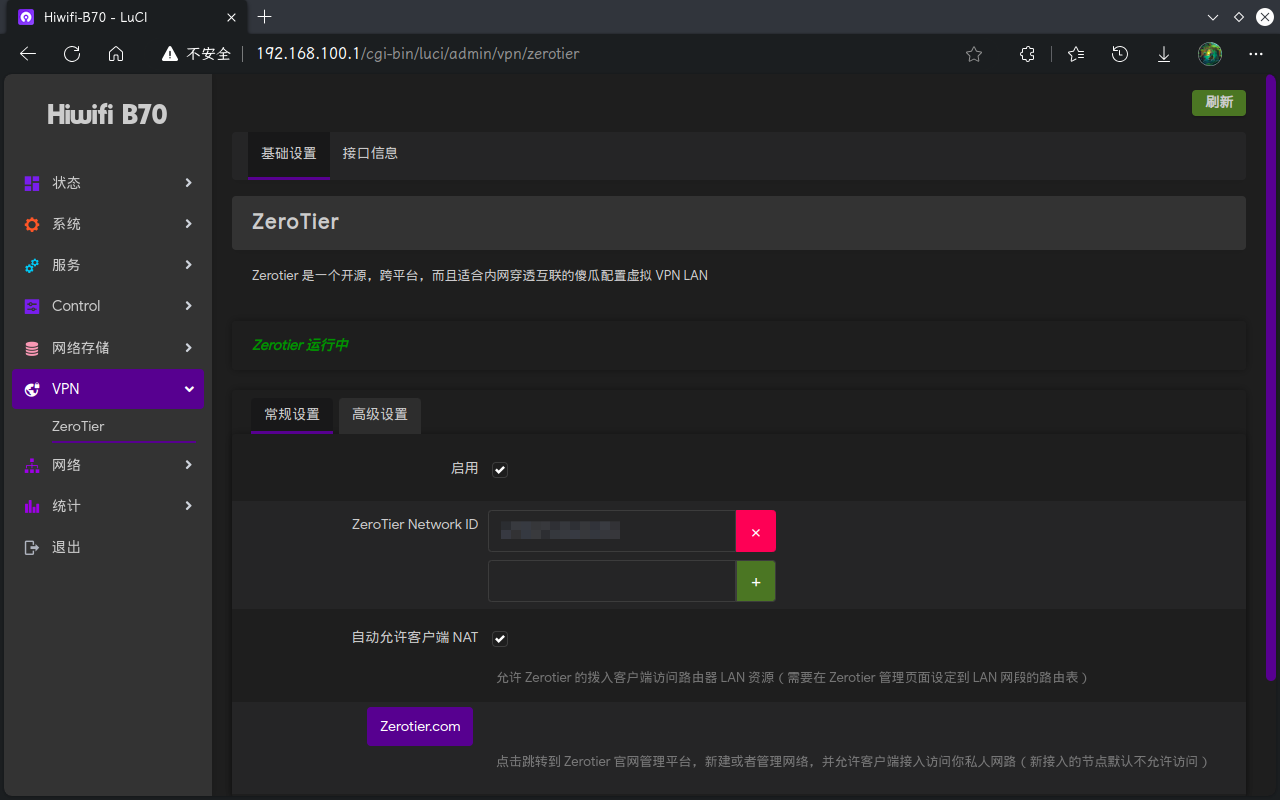 Hiwifi-B70 - LuCI
不安全
192.168.100.1/cgi-bin/luci/admin/vpn/zerotier
Hiwifi B70
状态
系统
服务
Control
网络存储
VPN
ZeroTier
网络
统计
退出
刷新
基础设置 接口信息
ZeroTier
Zerotier 是一个开源，跨平台，而且适合内网穿透互联的傻瓜配置虚拟 VPN LAN
Zerotier 运行中
常规设置 高级设置
启用
ZeroTier Network ID
自动允许客户端 NAT
允许 Zerotier 的拨入客户端访问路由器 LAN 资源（需要在 Zerotier 管理页面设定到 LAN 网段的路由表）
Zerotier.com
点击跳转到 Zerotier 官网管理平台，新建或者管理网络，并允许客户端接入访问你私人网路（新接入的节点默认不允许访问）